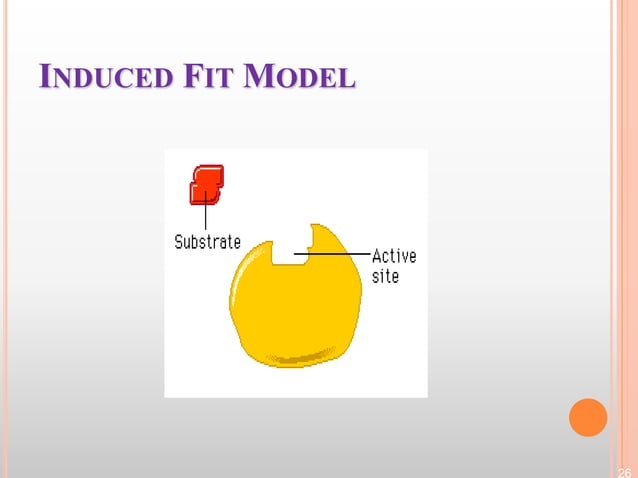 INDUCED FIT MODEL
Substrate
Active
site
26